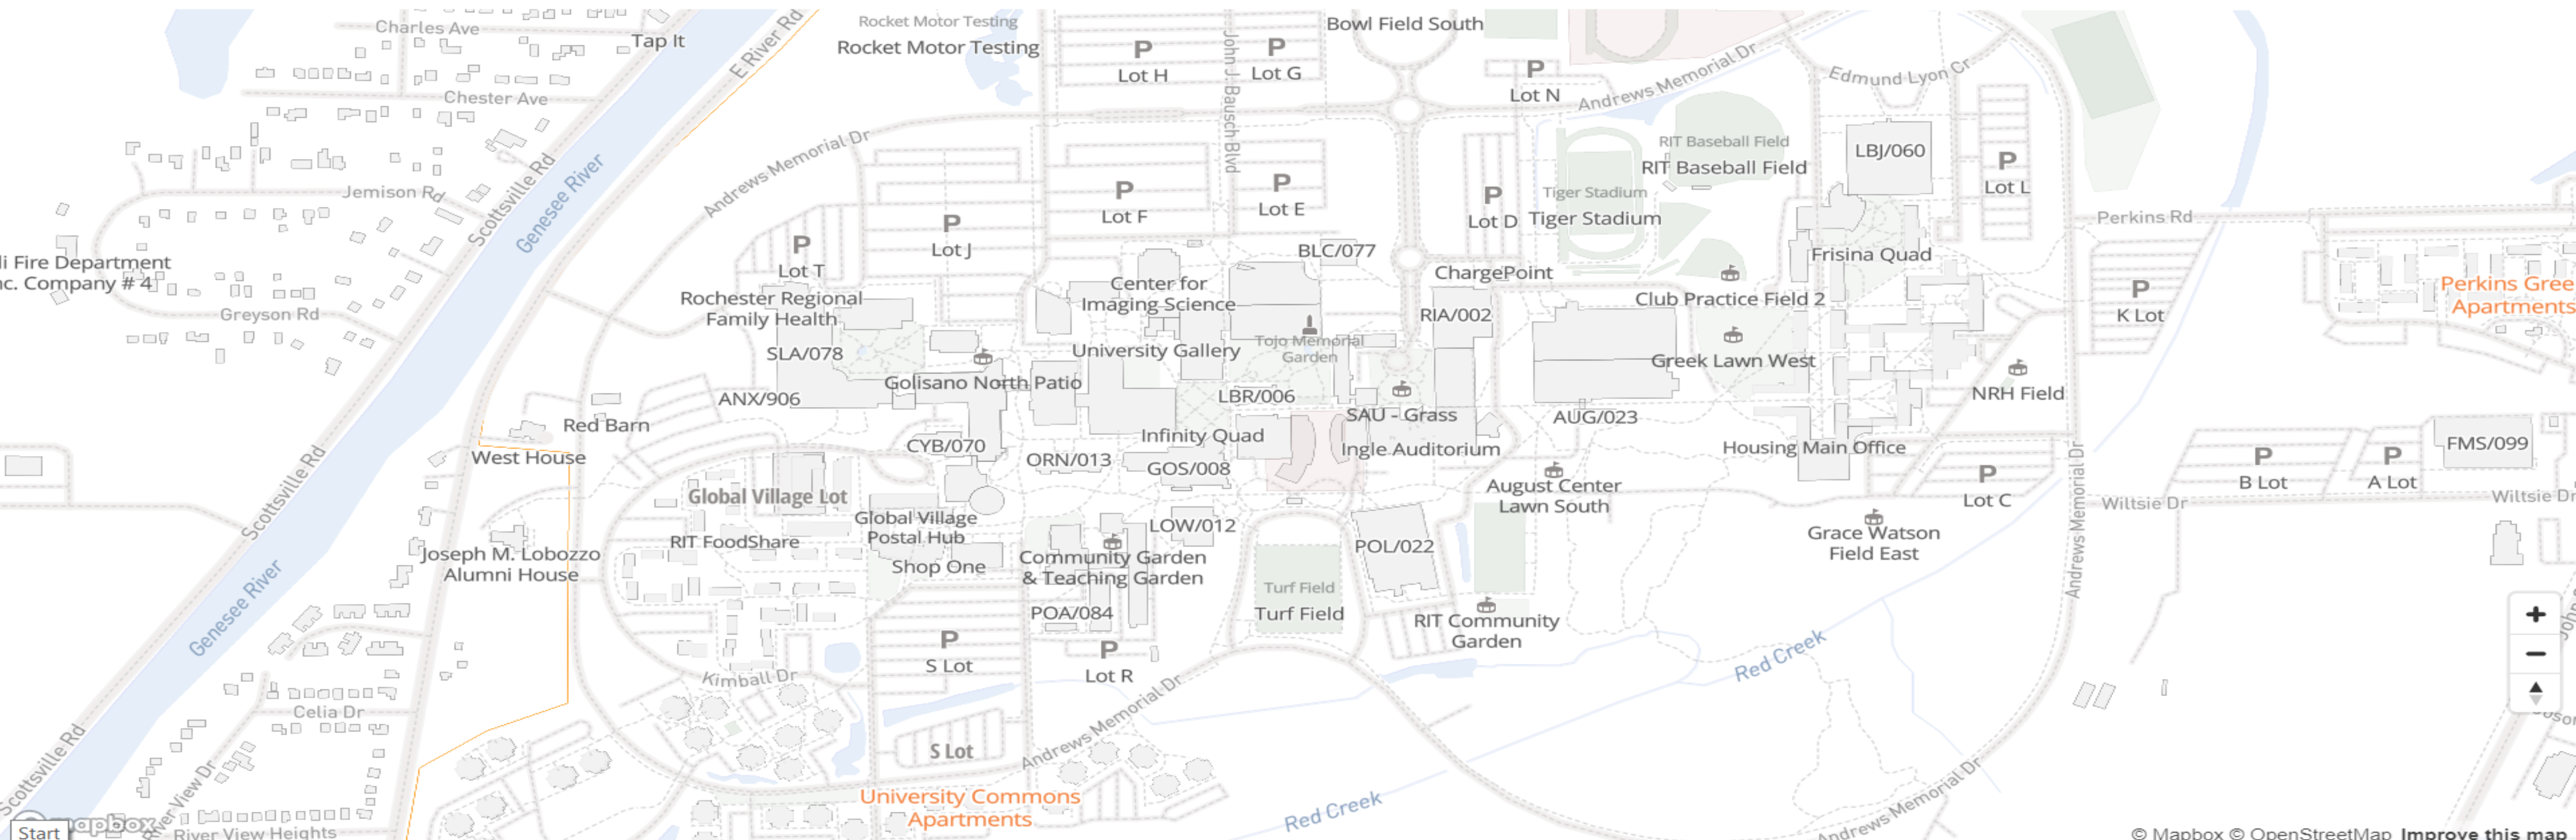 Charles Ave
Tap It
E River Rd
Rocket Motor Testing
Rocket Motor Testing
P
Lot H
P
Lot G
John J. Bausch Blvd
Bowl Field South
P
Lot N
Andrews Memorial Dr
Edmund Lyon Cr
Chester Ave
Andrews Memorial Dr
RIT Baseball Field
RIT Baseball Field
LBJ/060
P
Lot L
Jemison Rd
Scottsville Rd
Genesee River
P
Lot F
P
Lot E
P
Lot D
Tiger Stadium
Tiger Stadium
Perkins Rd
P
Lot T
P
Lot J
BLC/077
ChargePoint
Frisina Quad
Fire Department
Company # 4
Greyson Rd
Rochester Regional
Family Health
Center for
Imaging Science
RIA/002
Club Practice Field 2
P
K Lot
Perkins Gree
Apartments
SLA/078
University Gallery
Tojo Memorial
Garden
Greek Lawn West
Golisano North Patio
ANX/906
LBR/006
SAU - Grass
AUG/023
NRH Field
Red Barn
West House
CYB/070
ORN/013
Infinity Quad
GOS/008
Ingle Auditorium
Housing Main Office
FMS/099
P
B Lot
P
A Lot
P
Lot C
Wiltsie Dr
Wiltsie Dr
Scottsville Rd
Global Village Lot
Global Village
Postal Hub
LOW/012
August Center
Lawn South
Andrews Memorial Dr
RIT FoodShare
Joseph M. Lobozzo
Alumni House
Shop One
Community Garden
& Teaching Garden
POL/022
Grace Watson
Field East
Genesee River
POA/084
Turf Field
Turf Field
RIT Community
Garden
Red Creek
P
S Lot
P
Lot R
Kimball Dr
Celia Dr
S Lot
Andrews Memorial Dr
Scottsville Rd
River View Dr
University Commons
Apartments
Red Creek
Andrews Memorial Dr
Start
mapbox
River View Heights
© Mapbox © OpenStreetMap Improve this map